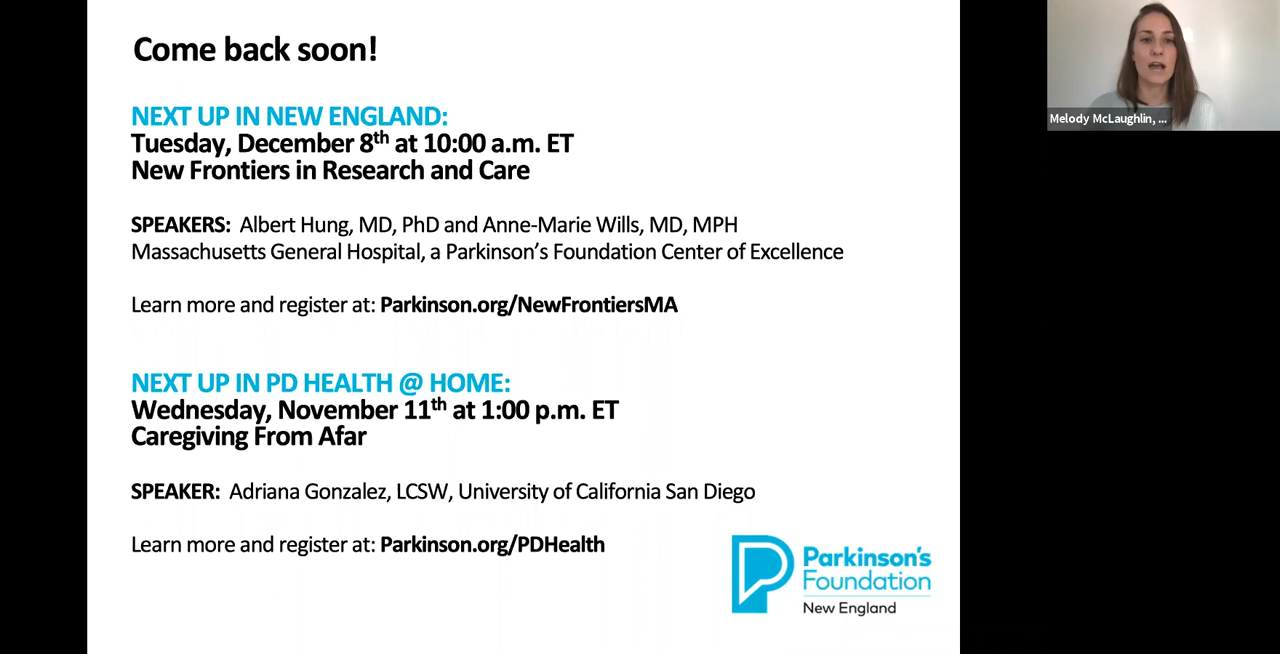 Come back soon!
NEXT UP IN NEW ENGLAND:
Tuesday, December 8th at 10:00 a.m. ET
New Frontiers in Research and Care
SPEAKERS: Albert Hung, MD, PhD and Anne-Marie Wills, MD, MPH
Massachusetts General Hospital, a Parkinson's Foundation Center of Excellence
Learn more and register at: Parkinson.org/NewFrontiersMA
NEXT UP IN PD HEALTH @ HOME:
Wednesday, November 11th at 1:00 p.m. ET
Caregiving From Afar
SPEAKER: Adriana Gonzalez, LCSW, University of California San Diego
Learn more and register at: Parkinson.org/PDHealth
Parkinson's
Foundation
New England
Melody McLaughlin, ...